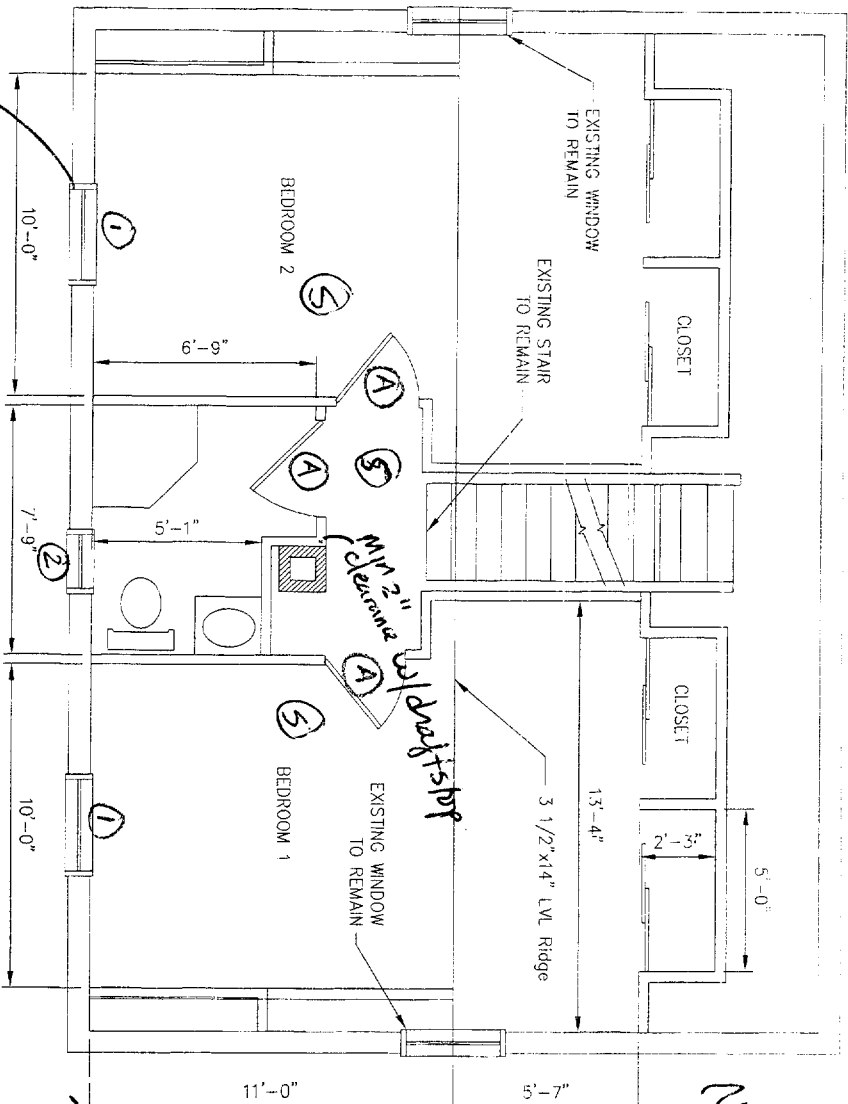 EXISTING WINDOW
TO REMAIN
BEDROOM 2
EXISTING STAIR
TO REMAIN
CLOSET
10'-0"
1
S
6'-9"
A
A
S
7'-9"
2
5'-1"
MIN 2"
clearance w/draftstop
A
S
BEDROOM 1
EXISTING WINDOW
TO REMAIN
3 1/2"x14" LVL Ridge
13'-4"
CLOSET
2'-3"
5'-0"
10'-0"
1
11'-0"
5'-7"